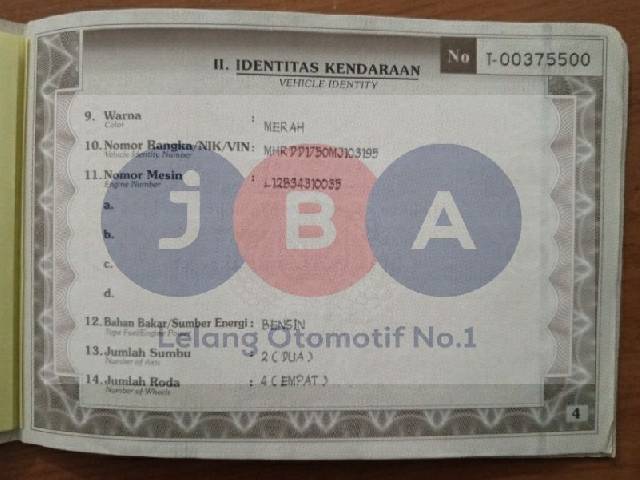 No T-00375500
II. IDENTITAS KENDARAAN
VEHICLE IDENTITY
9. Warna : MERAH
Color
10. Nomor Rangka/NIK/VIN : MHRDD1750MJ103195
Vehicle Identity Number
11. Nomor Mesin : L12B34310035
Engine Number
a.
b.
c.
d.
JBA
12. Bahan Bakar/Sumber Energi : BENSIN
Type Fuel/Engine Power
Lelang Otomotif No.1
13. Jumlah Sumbu : 2 ( DUA )
Number of Axis
14. Jumlah Roda : 4 ( EMPAT )
Number of Wheels
4